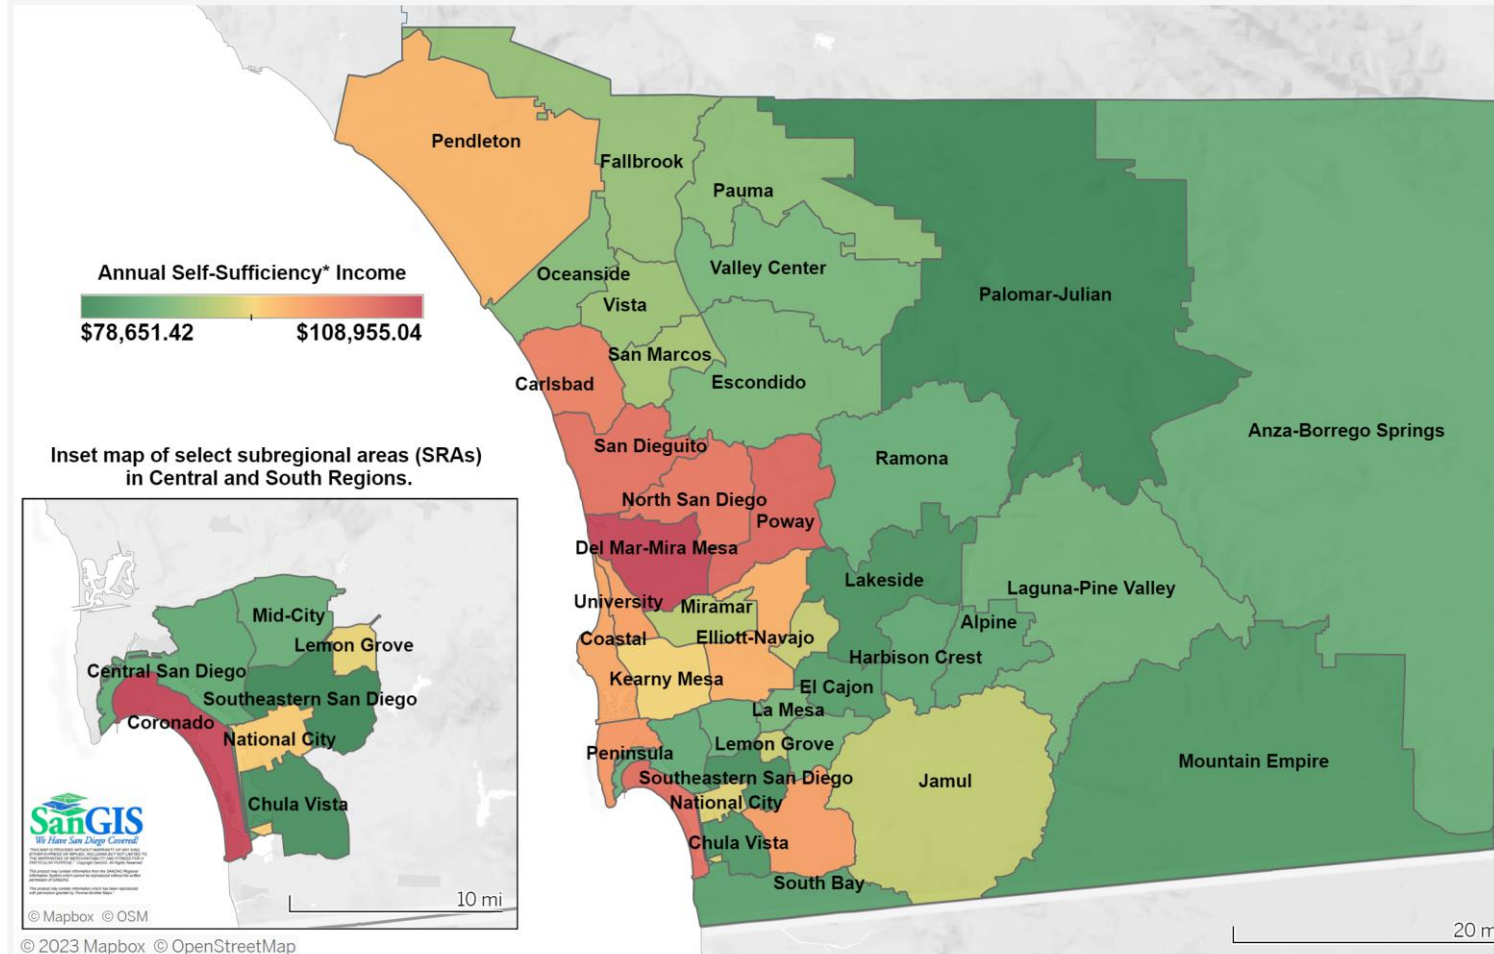 Pendleton
Fallbrook
Pauma
Annual Self-Sufficiency* Income
$78,651.42
$108,955.04
Oceanside
Valley Center
Vista
Palomar-Julian
San Marcos
Carlsbad
Escondido
Anza-Borrego Springs
San Dieguito
Ramona
North San Diego
Poway
Del Mar-Mira Mesa
Lakeside
Laguna-Pine Valley
University
Miramar
Alpine
Coastal
Elliott-Navajo
Harbison Crest
Kearny Mesa
El Cajon
La Mesa
Peninsula
Lemon Grove
Mountain Empire
Southeastern San Diego
Jamul
National City
Chula Vista
South Bay
Inset map of select subregional areas (SRAs)
in Central and South Regions.
Mid-City
Lemon Grove
Central San Diego
Southeastern San Diego
Coronado
National City
Chula Vista
SanGIS
We Have San Diego Covered!
10 mi
© Mapbox © OSM
20 m
© 2023 Mapbox © OpenStreetMap